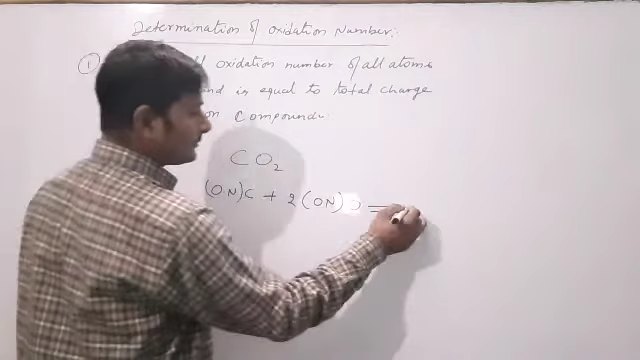 Determination of oxidation Number:
① oxidation number of all atoms
is equal to total charge
on Compound:
CO₂
(ON)C + 2(ON) =